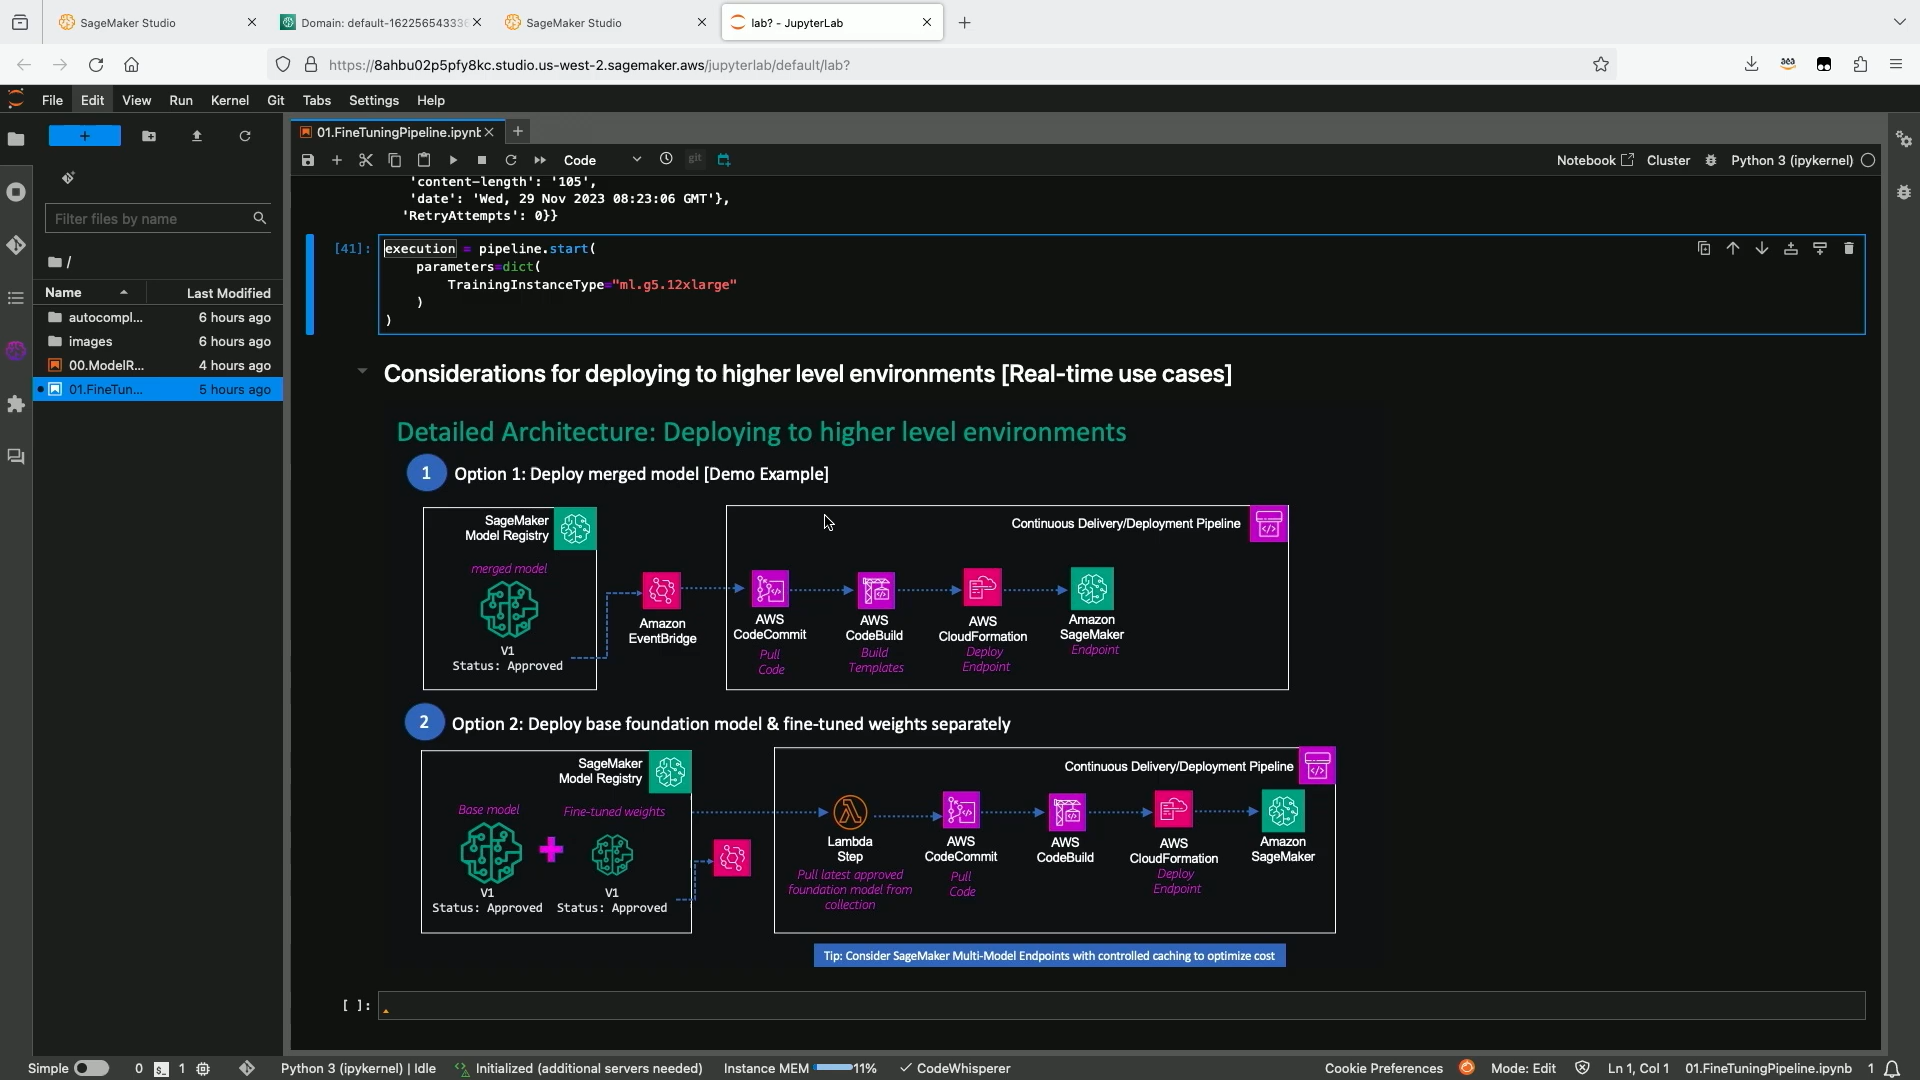 SageMaker Studio
Domain: default-16225654333
SageMaker Studio
lab? - JupyterLab
https://8ahbu02p5pfy8kc.studio.us-west-2.sagemaker.aws/jupyterlab/default/lab?
File Edit View Run Kernel Git Tabs Settings Help
01.FineTuningPipeline.ipynb
Code
git
Notebook
Cluster
Python 3 (ipykernel)
Filter files by name
/
Name Last Modified
autocompl... 6 hours ago
images 6 hours ago
00.ModelR... 4 hours ago
01.FineTun... 5 hours ago
'content-length': '105',
'date': 'Wed, 29 Nov 2023 08:23:06 GMT'},
'RetryAttempts': 0}}
[41]: execution = pipeline.start(
parameters=dict(
TrainingInstanceType="ml.g5.12xlarge"
)
)
Considerations for deploying to higher level environments [Real-time use cases]
Detailed Architecture: Deploying to higher level environments
1 Option 1: Deploy merged model [Demo Example]
SageMaker
Model Registry
merged model
V1
Status: Approved
Amazon
EventBridge
Continuous Delivery/Deployment Pipeline
AWS
CodeCommit
Pull
Code
AWS
CodeBuild
Build
Templates
AWS
CloudFormation
Deploy
Endpoint
Amazon
SageMaker
Endpoint
2 Option 2: Deploy base foundation model & fine-tuned weights separately
SageMaker
Model Registry
Base model
Fine-tuned weights
V1
Status: Approved
V1
Status: Approved
Continuous Delivery/Deployment Pipeline
Lambda
Step
Pull latest approved
foundation model from
collection
AWS
CodeCommit
Pull
Code
AWS
CodeBuild
AWS
CloudFormation
Deploy
Endpoint
Amazon
SageMaker
Tip: Consider SageMaker Multi-Model Endpoints with controlled caching to optimize cost
[ ]:
Simple 0 1 Python 3 (ipykernel) | Idle Initialized (additional servers needed) Instance MEM 11% CodeWhisperer Cookie Preferences Mode: Edit Ln 1, Col 1 01.FineTuningPipeline.ipynb 1